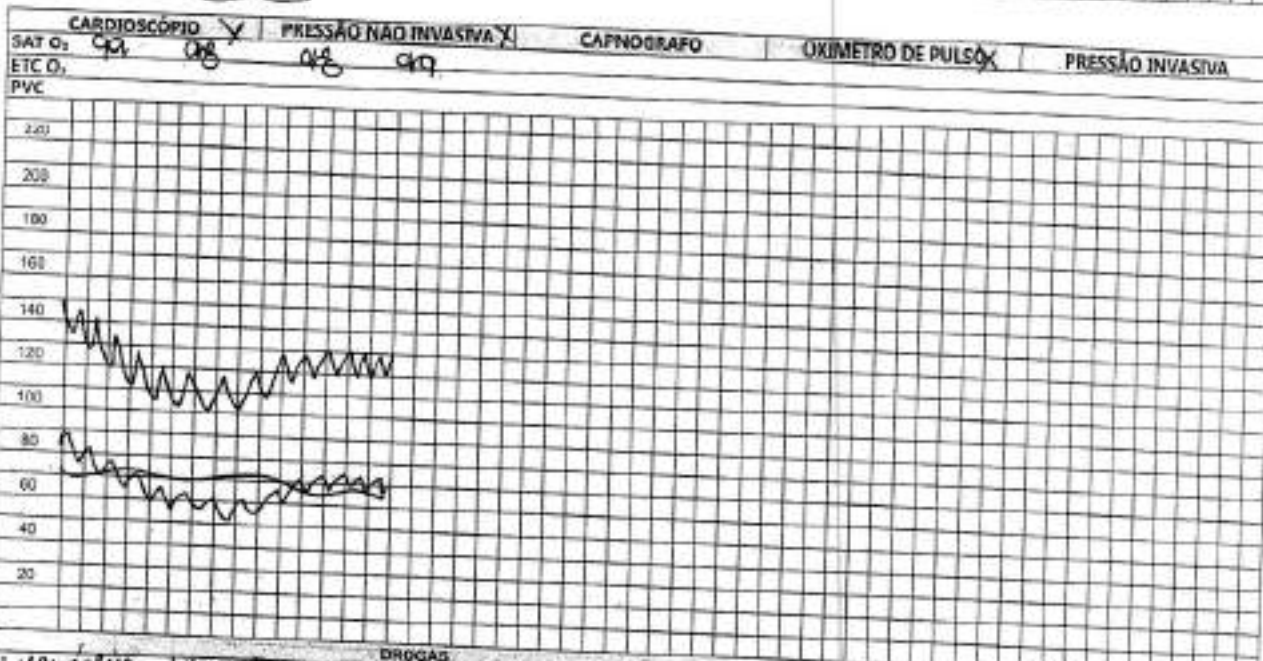 CARDIOSCÓPIO X PRESSÃO NÃO INVASIVA X CAPNOGRAFO OXIMETRO DE PULSO X PRESSÃO INVASIVA
SAT O₂ 99 98 98 99
ETC O₂
PVC
220
200
180
160
140
120
100
80
60
40
20
DROGAS